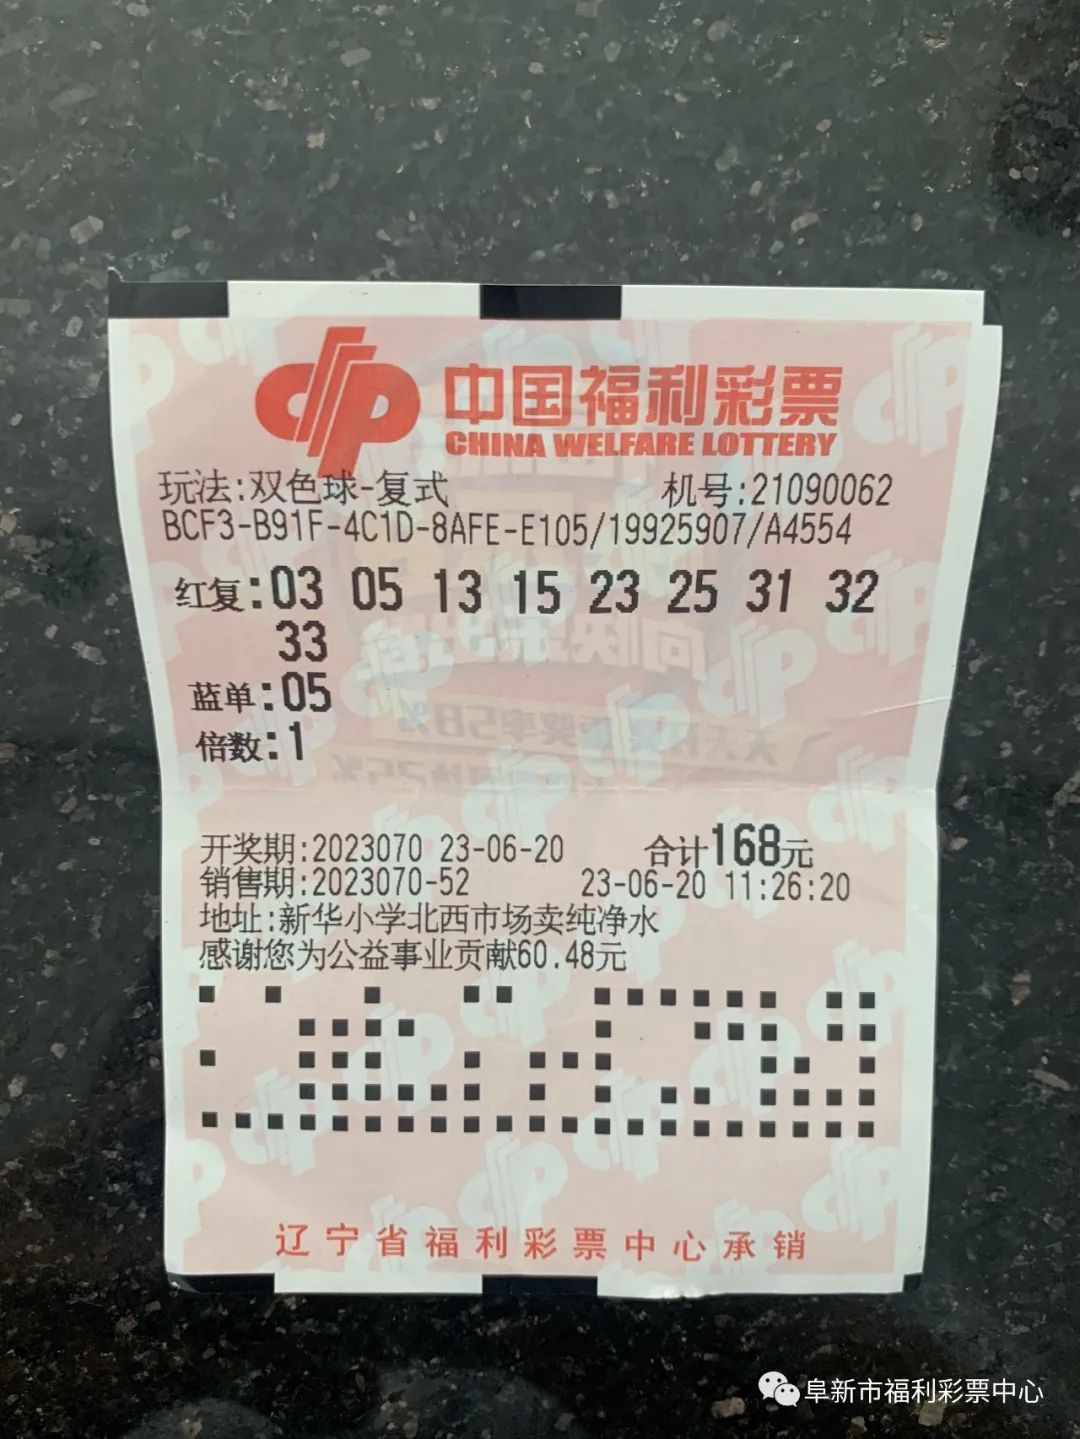 中国福利彩票
CHINA WELFARE LOTTERY
玩法:双色球-复式 机号:21090062
BCF3-B91F-4C1D-8AFE-E105/19925907/A4554
红复:03 05 13 15 23 25 31 32
33
蓝单:05
倍数:1
开奖期:2023070 23-06-20 合计168元
销售期:2023070-52 23-06-20 11:26:20
地址:新华小学北西市场卖纯净水
感谢您为公益事业贡献60.48元
辽宁省福利彩票中心承销
阜新市福利彩票中心